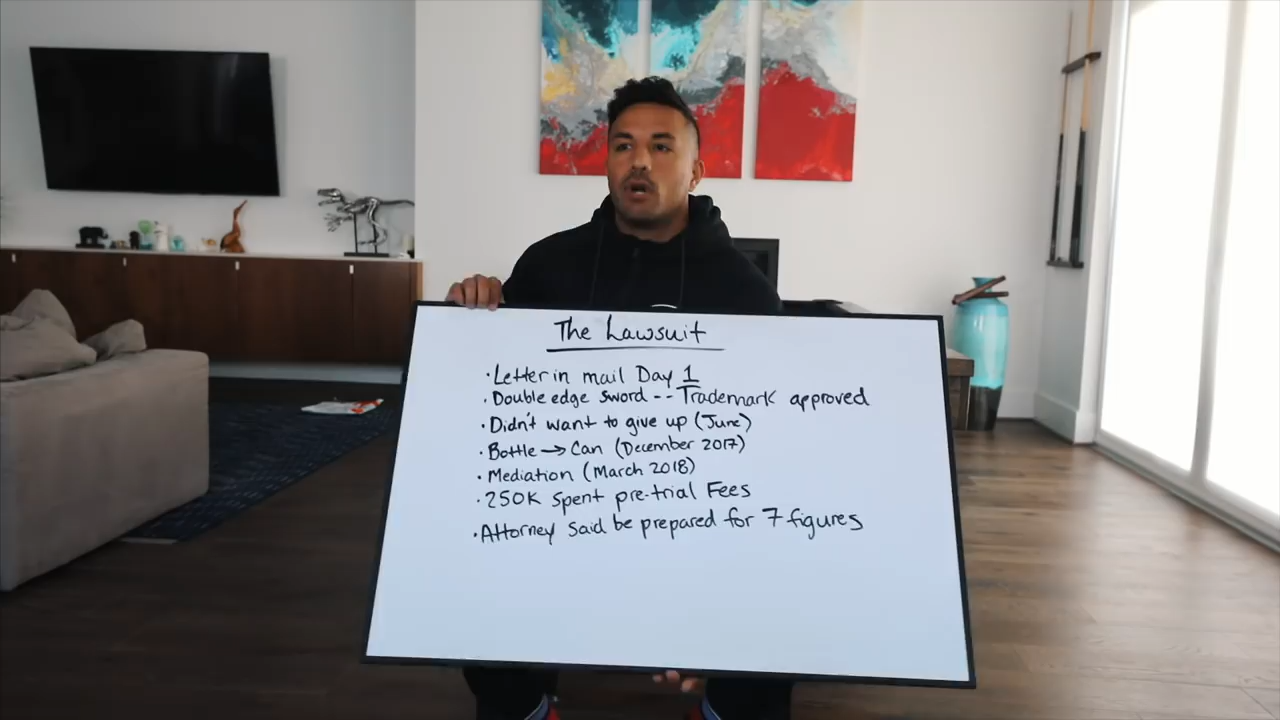 The Lawsuit
·Letter in mail Day 1
·Double edge sword -- Trademark approved
·Didn't want to give up (June)
·Bottle → Can (December 2017)
·Mediation (March 2018)
·250K spent pre-trial Fees
·Attorney said be prepared for 7 figures